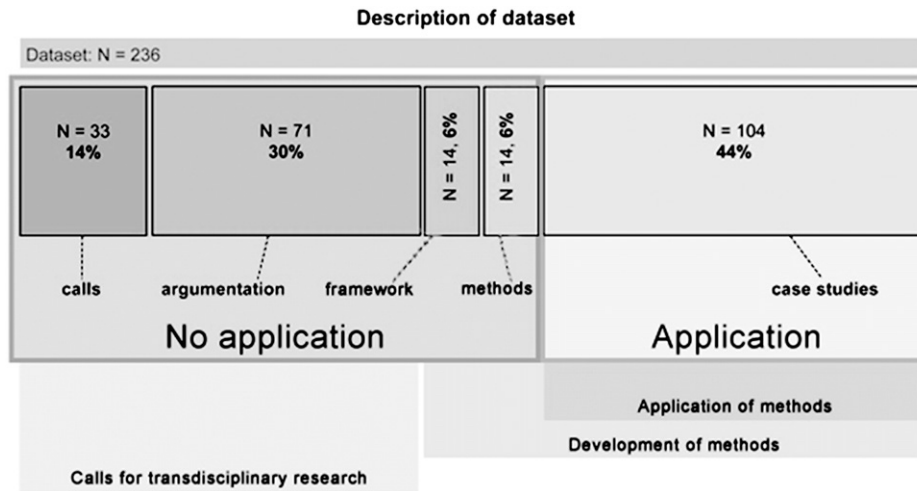 Description of dataset
Dataset: N = 236
N = 33
14%
N = 71
30%
N = 14, 6%
N = 14, 6%
N = 104
44%
calls
argumentation
framework
methods
case studies
No application
Application
Application of methods
Development of methods
Calls for transdisciplinary research